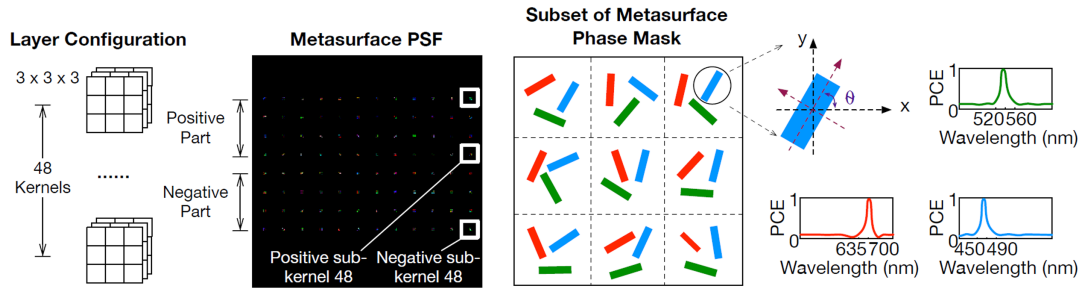 Layer Configuration
3 x 3 x 3
48
Kernels
......
Metasurface PSF
Positive
Part
Negative
Part
Positive sub-
kernel 48
Negative sub-
kernel 48
Subset of Metasurface
Phase Mask
y
x
θ
PCE
1
0
520560
Wavelength (nm)
PCE
1
0
635700
Wavelength (nm)
PCE
1
0
450490
Wavelength (nm)